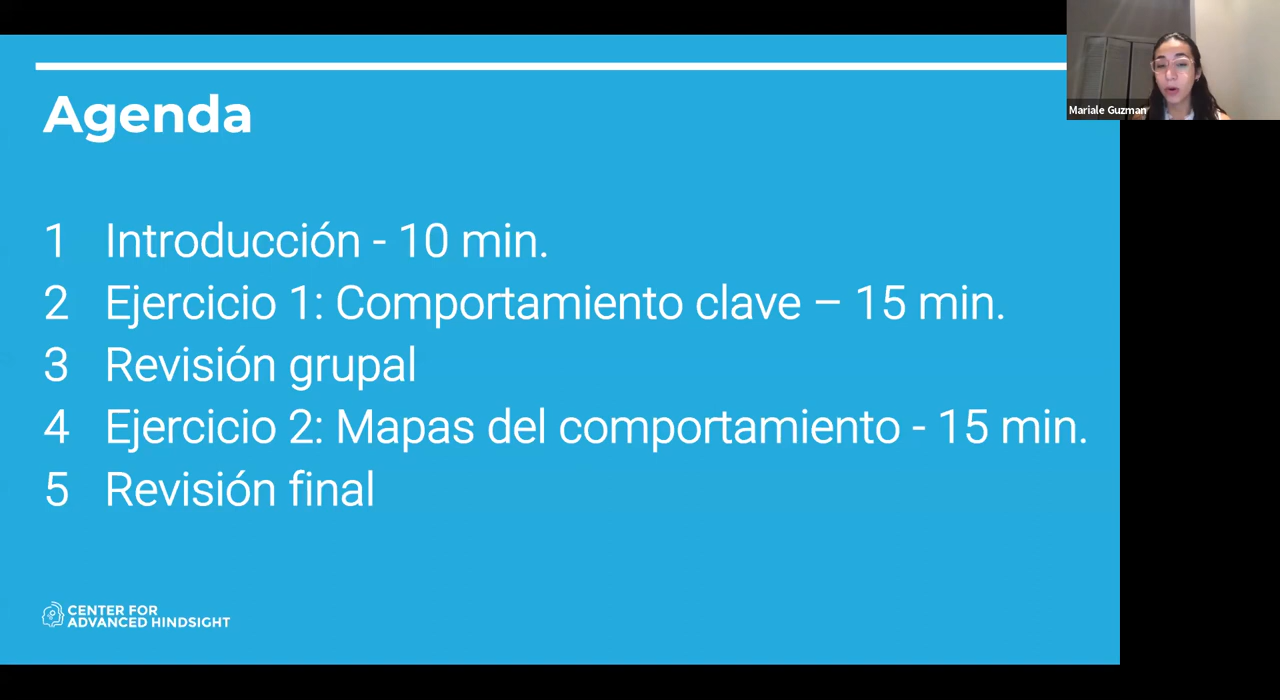 Agenda
1 Introducción - 10 min.
2 Ejercicio 1: Comportamiento clave – 15 min.
3 Revisión grupal
4 Ejercicio 2: Mapas del comportamiento - 15 min.
5 Revisión final
CENTER FOR
ADVANCED HINDSIGHT
Mariale Guzman